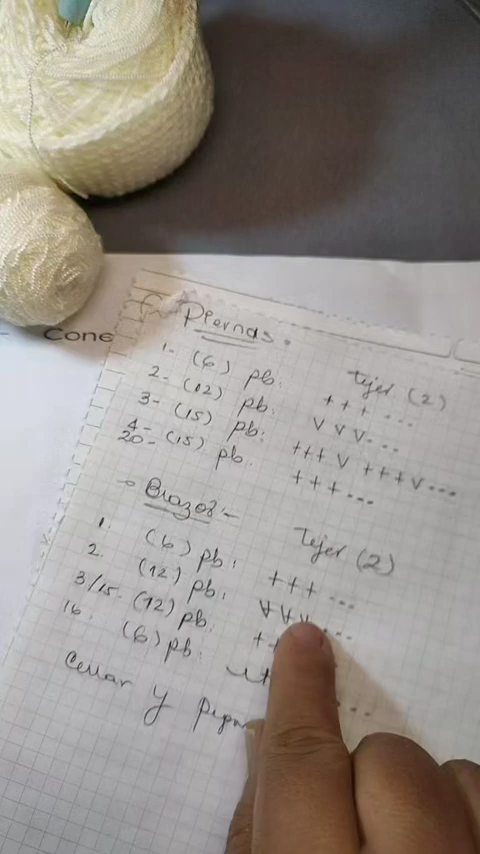 Cone
Piernas.
Tejer (2)
1- (6) pb: +++...
2- (12) pb: V V V...
3- (15) pb: +++V +++V...
4-20- (15) pb. +++...
Brazos:-
Tejer (2)
1. (6) pb: +++...
2. (12) pb: VVV...
3/15- (12) pb:
16. (6) pb:
Cerrar y